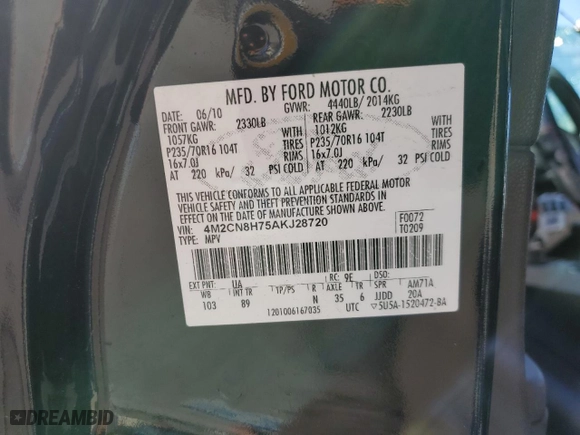 MFD. BY FORD MOTOR CO.
DATE: 06/10 GVWR: 4440LB/ 2014KG
FRONT GAWR: 2330LB REAR GAWR: 2230LB
1057KG WITH 1012KG WITH
P235/70R16 104T TIRES P235/70R16 104T TIRES
16x7.0J RIMS 16x7.0J RIMS
AT 220 kPa/ 32 PSI COLD AT 220 kPa/ 32 PSI COLD
THIS VEHICLE CONFORMS TO ALL APPLICABLE FEDERAL MOTOR
VEHICLE SAFETY AND THEFT PREVENTION STANDARDS IN
EFFECT ON THE DATE OF MANUFACTURE SHOWN ABOVE.
VIN: 4M2CN8H75AKJ28720 F0072
TYPE: MPV T0209
EXT PNT: UA RC: 9E DSO:
WB INT TR TP/PS R AXLE TR SPR AM71A
103 89 N 35 6 JJDD 20A
1201006167035 UTC ▽5U5A-1520472-BA
DREAMBID